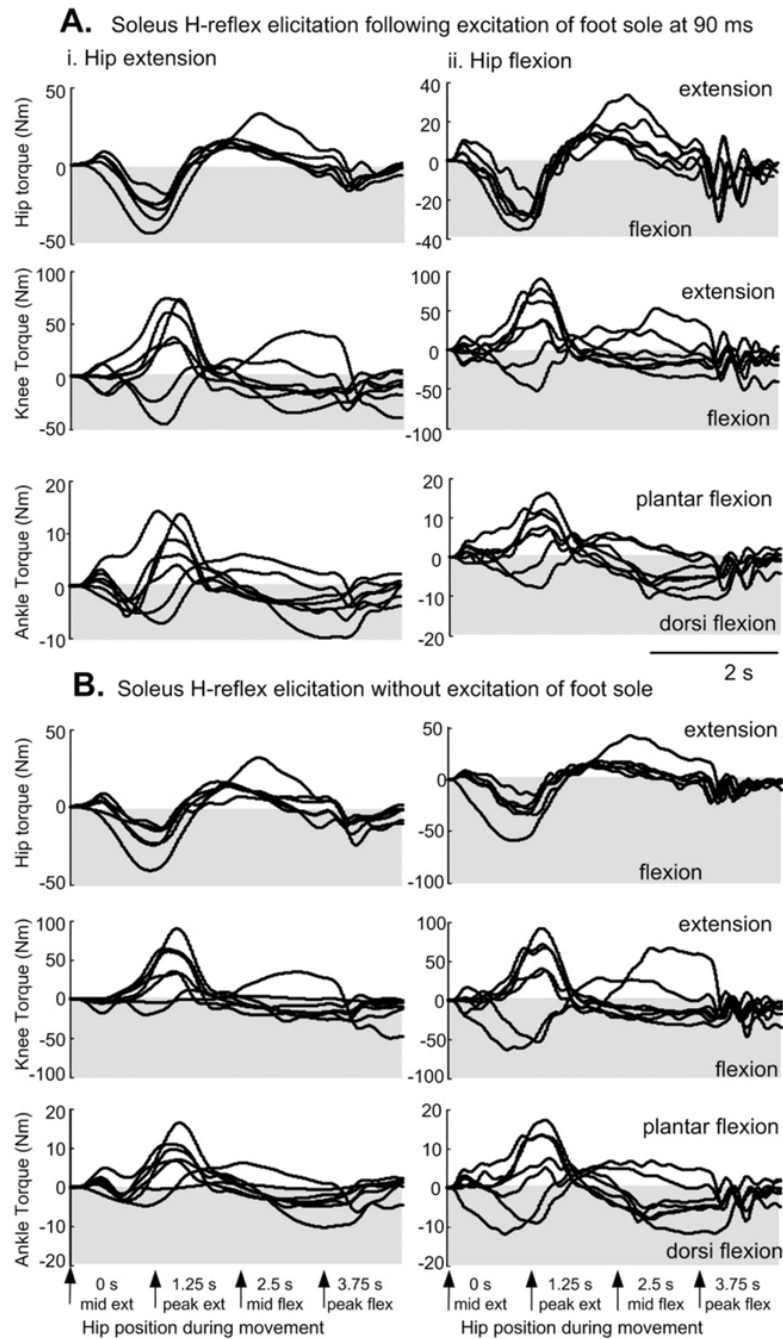 A. Soleus H-reflex elicitation following excitation of foot sole at 90 ms
i. Hip extension
ii. Hip flexion
Hip torque (Nm)
50
0
-50
40
20
0
-20
-40
extension
flexion
Knee Torque (Nm)
100
50
0
-50
100
50
0
-50
-100
extension
flexion
Ankle Torque (Nm)
20
10
0
-10
20
10
0
-10
-20
plantar flexion
dorsi flexion
2 s
B. Soleus H-reflex elicitation without excitation of foot sole
Hip torque (Nm)
50
0
-50
50
0
-50
-100
extension
flexion
Knee Torque (Nm)
100
50
0
-50
-100
100
50
0
-50
-100
extension
flexion
Ankle Torque (Nm)
20
10
0
-10
-20
20
10
0
-10
-20
plantar flexion
dorsi flexion
0 s 1.25 s 2.5 s 3.75 s
mid ext peak ext mid flex peak flex
Hip position during movement
0 s 1.25 s 2.5 s 3.75 s
mid ext peak ext mid flex peak flex
Hip position during movement